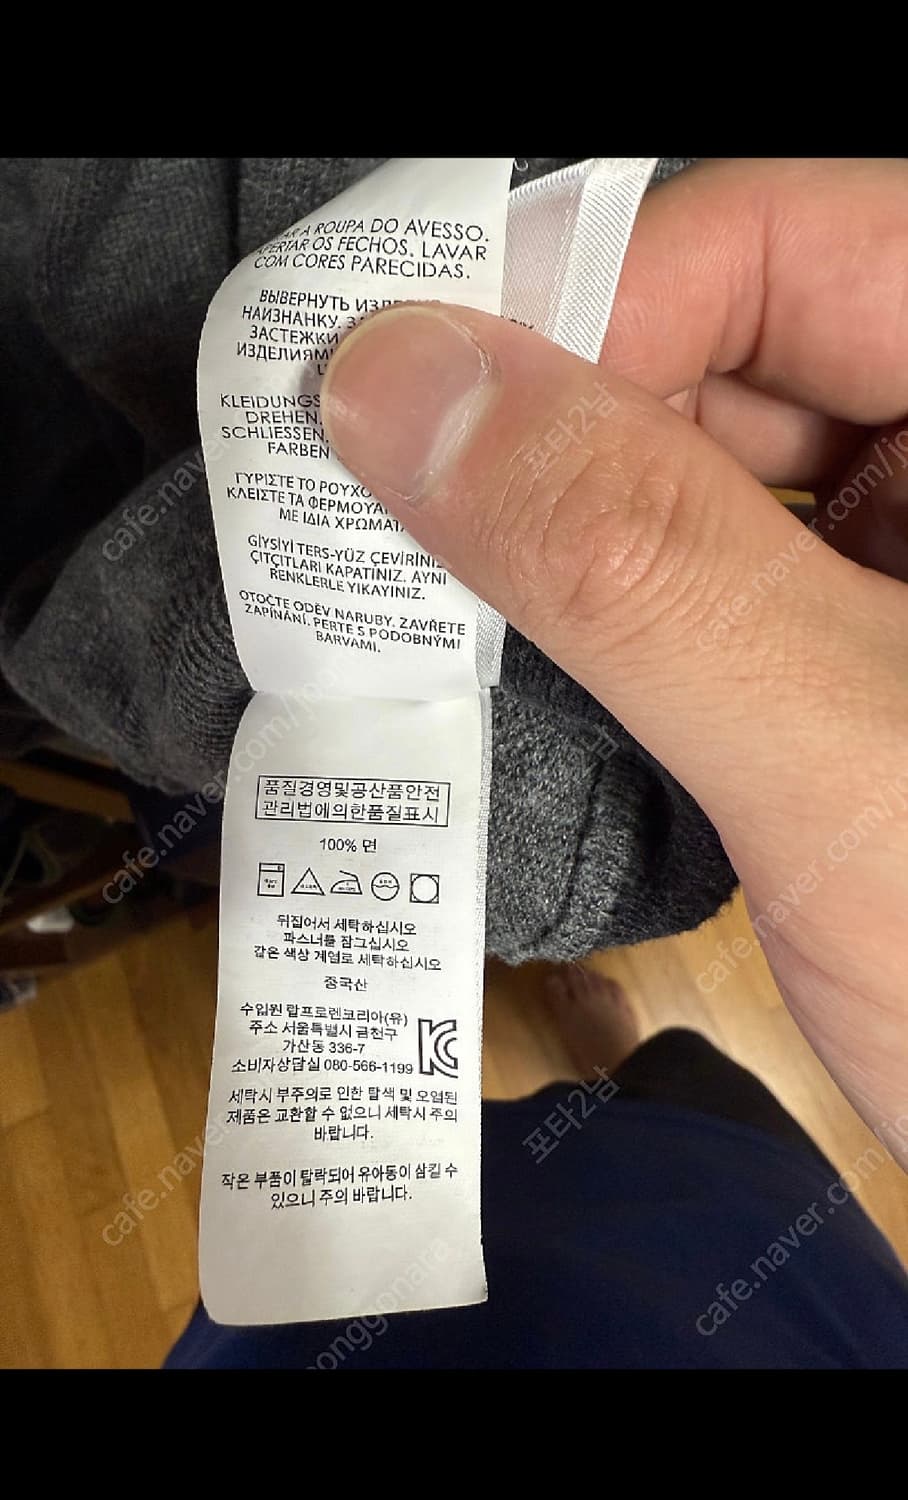 A ROUPA DO AVESSO.
APERTAR OS FECHOS. LAVAR
COM CORES PARECIDAS.
ВЫВЕРНУТЬ
НАИЗНАНКУ.
ЗАСТЕЖКИ
ИЗДЕЛИЯМИ
KLEIDUNGS
DREHEN.
SCHLIESSEN.
FARBEN
ΓΥΡΙΣΤΕ ΤΟ ΡΟΥΧΟ
ΚΛΕΙΣΤΕ ΤΑ ΦΕΡΜΟΥΑΡ
ΜΕ ΙΔΙΑ ΧΡΩΜΑΤΑ
GİYSİYİ TERS-YÜZ ÇEVİRİNİZ
ÇITÇITLARI KAPATINIZ. AYNI
RENKLERLE YIKAYINIZ.
OTOČTE ODĚV NARUBY. ZAVŘETE
ZAPÍNÁNÍ. PERTE S PODOBNÝMI
BARVAMI.
품질경영및공산품안전
관리법에의한품질표시
100% 면
뒤집어서 세탁하십시오
파스너를 잠그십시오
같은 색상 계열로 세탁하십시오
중국산
수입원 랄프로렌코리아(유)
주소 서울특별시 금천구
가산동 336-7
소비자상담실 080-566-1199
세탁시 부주의로 인한 탈색 및 오염된
제품은 교환할 수 없으니 세탁시 주의
바랍니다.
작은 부품이 탈락되어 유아동이 삼킬 수
있으니 주의 바랍니다.
포터2남
cafe.naver.com/joonggonara